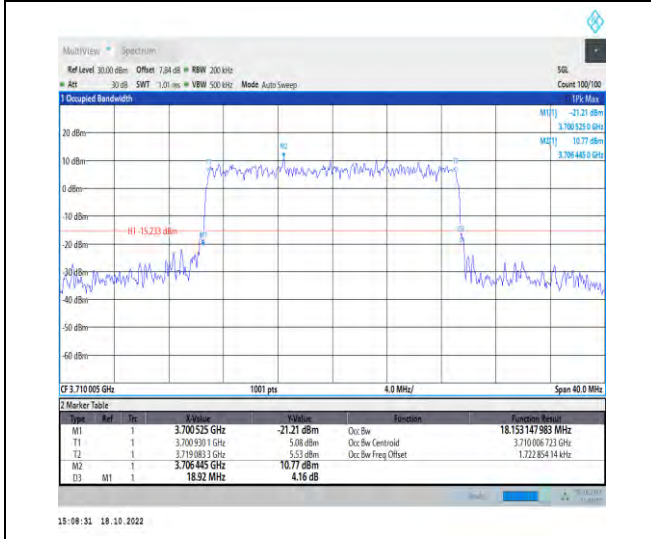 MultiView Spectrum
Ref Level 30.00 dBm Offset 7.84 dB RBW 200 kHz SGL
Att 30 dB SWT 1.01 ms VBW 500 kHz Mode Auto Sweep Count 100/100
1 Occupied Bandwidth 1Pk Max
M1[1] -21.21 dBm
3.700 525 0 GHz
M2[1] 10.77 dBm
3.706 445 0 GHz
20 dBm
M2
10 dBm
T1 T2
0 dBm
-10 dBm
H1 -15.233 dBm
M1 D3
-20 dBm
-30 dBm
-40 dBm
-50 dBm
-60 dBm
CF 3.710 005 GHz 1001 pts 4.0 MHz/ Span 40.0 MHz
2 Marker Table
Type Ref Trc X-Value Y-Value Function Function Result
M1 1 3.700 525 GHz -21.21 dBm Occ Bw 18.153 147 983 MHz
T1 1 3.700 930 1 GHz 5.08 dBm Occ Bw Centroid 3.710 006 723 GHz
T2 1 3.719 083 3 GHz 5.53 dBm Occ Bw Freq Offset 1.722 854 14 kHz
M2 1 3.706 445 GHz 10.77 dBm
D3 M1 1 18.92 MHz 4.16 dB
15:08:31 18.10.2022